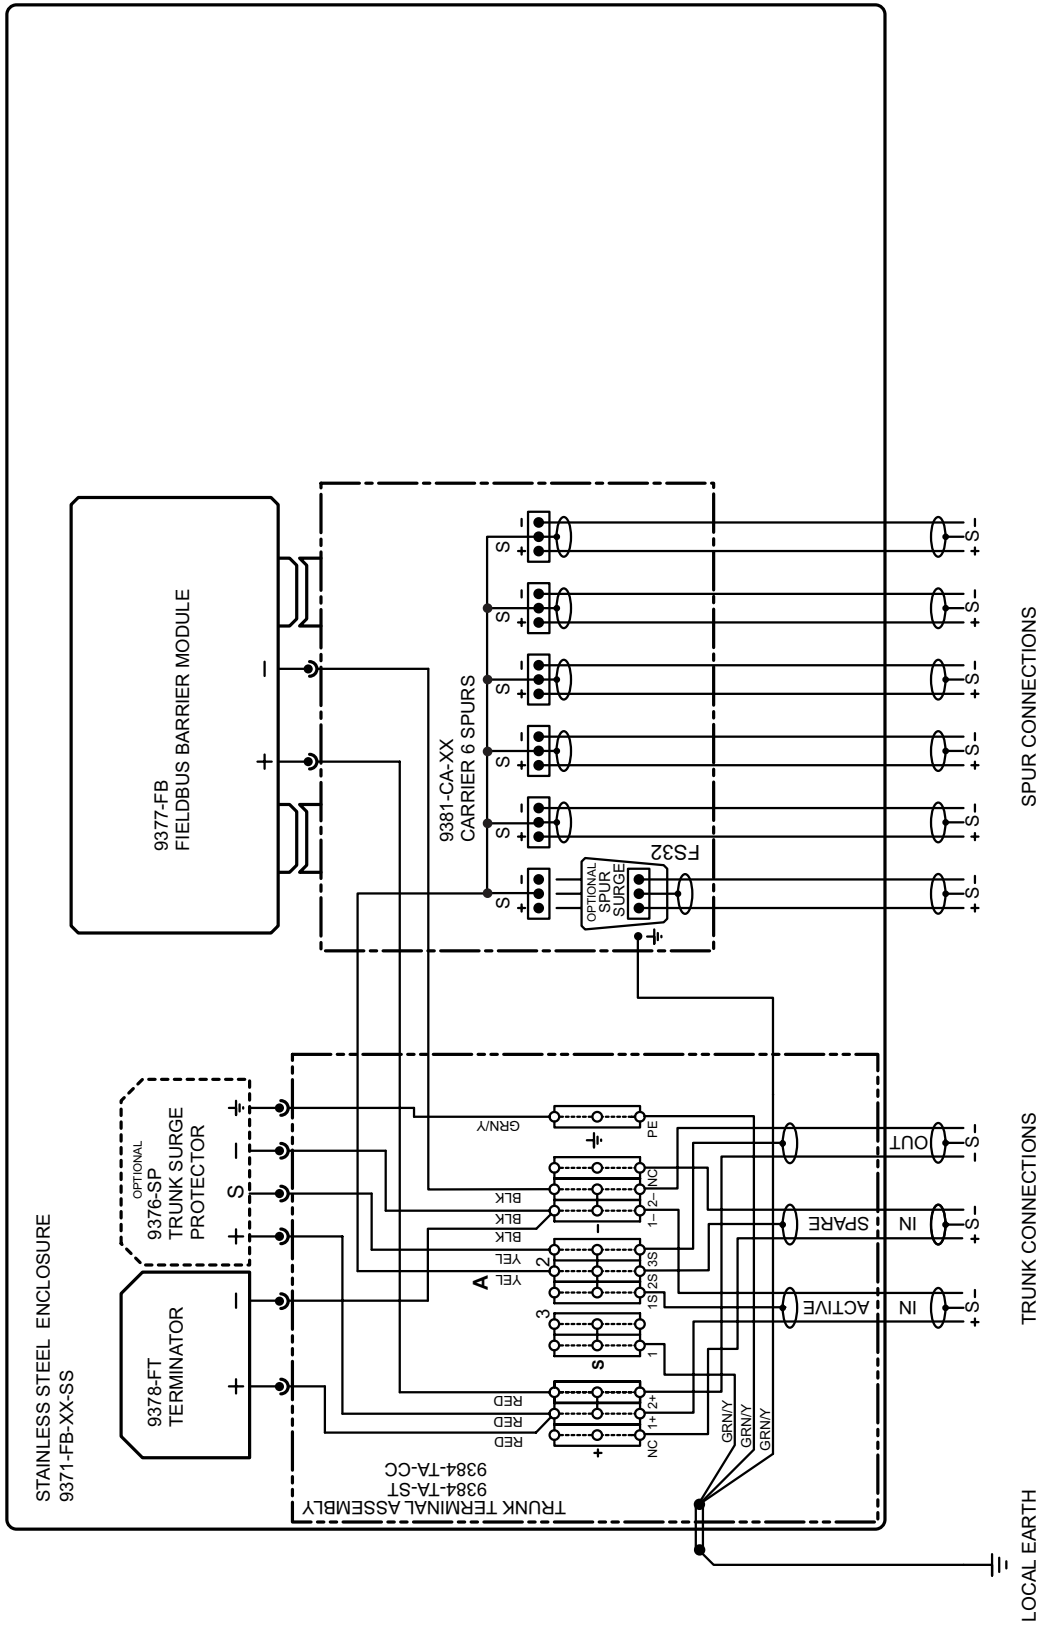 STAINLESS STEEL ENCLOSURE
9371-FB-XX-SS
9378-FT
TERMINATOR
+
−
OPTIONAL
9376-SP
TRUNK SURGE
PROTECTOR
+
S
−
9377-FB
FIELDBUS BARRIER MODULE
+
−
TRUNK TERMINAL ASSEMBLY
9384-TA-ST
9384-TA-CC
RED
RED
RED
YEL
YEL
BLK
BLK
BLK
GRN/Y
A
3
2
+
S
−
NC
1+
2+
1
1S
2S
3S
1−
2−
NC
PE
GRN/Y
GRN/Y
GRN/Y
9381-CA-XX
CARRIER 6 SPURS
+
S
−
+
S
−
+
S
−
+
S
−
+
S
−
+
S
−
OPTIONAL
SPUR
SURGE
FS32
ACTIVE
IN
SPARE
IN
OUT
+
S
−
+
S
−
−
S
−
+
S
−
+
S
−
+
S
−
+
S
−
+
S
−
+
S
−
LOCAL EARTH
TRUNK CONNECTIONS
SPUR CONNECTIONS